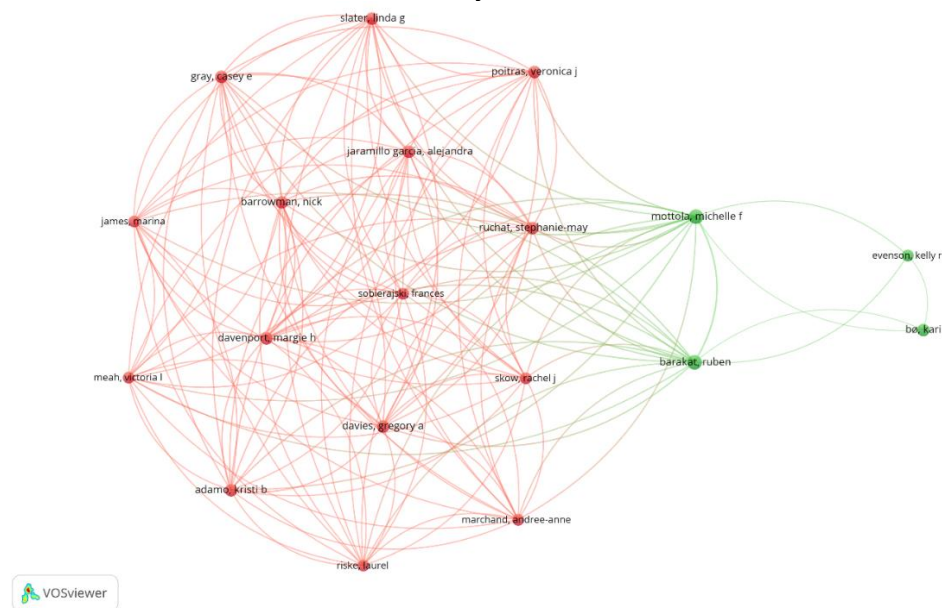 slater, linda g
gray, casey e
poitras, veronica j
jaramillo garcia, alejandra
barrowman, nick
james, marina
mottola, michelle f
ruchat, stephanie-may
evenson, kelly r
sobierajski, frances
bø, kari
davenport, margie h
barakat, ruben
meah, victoria l
skow, rachel j
davies, gregory a
adamo, kristi b
marchand, andree-anne
riske, laurel
VOSviewer